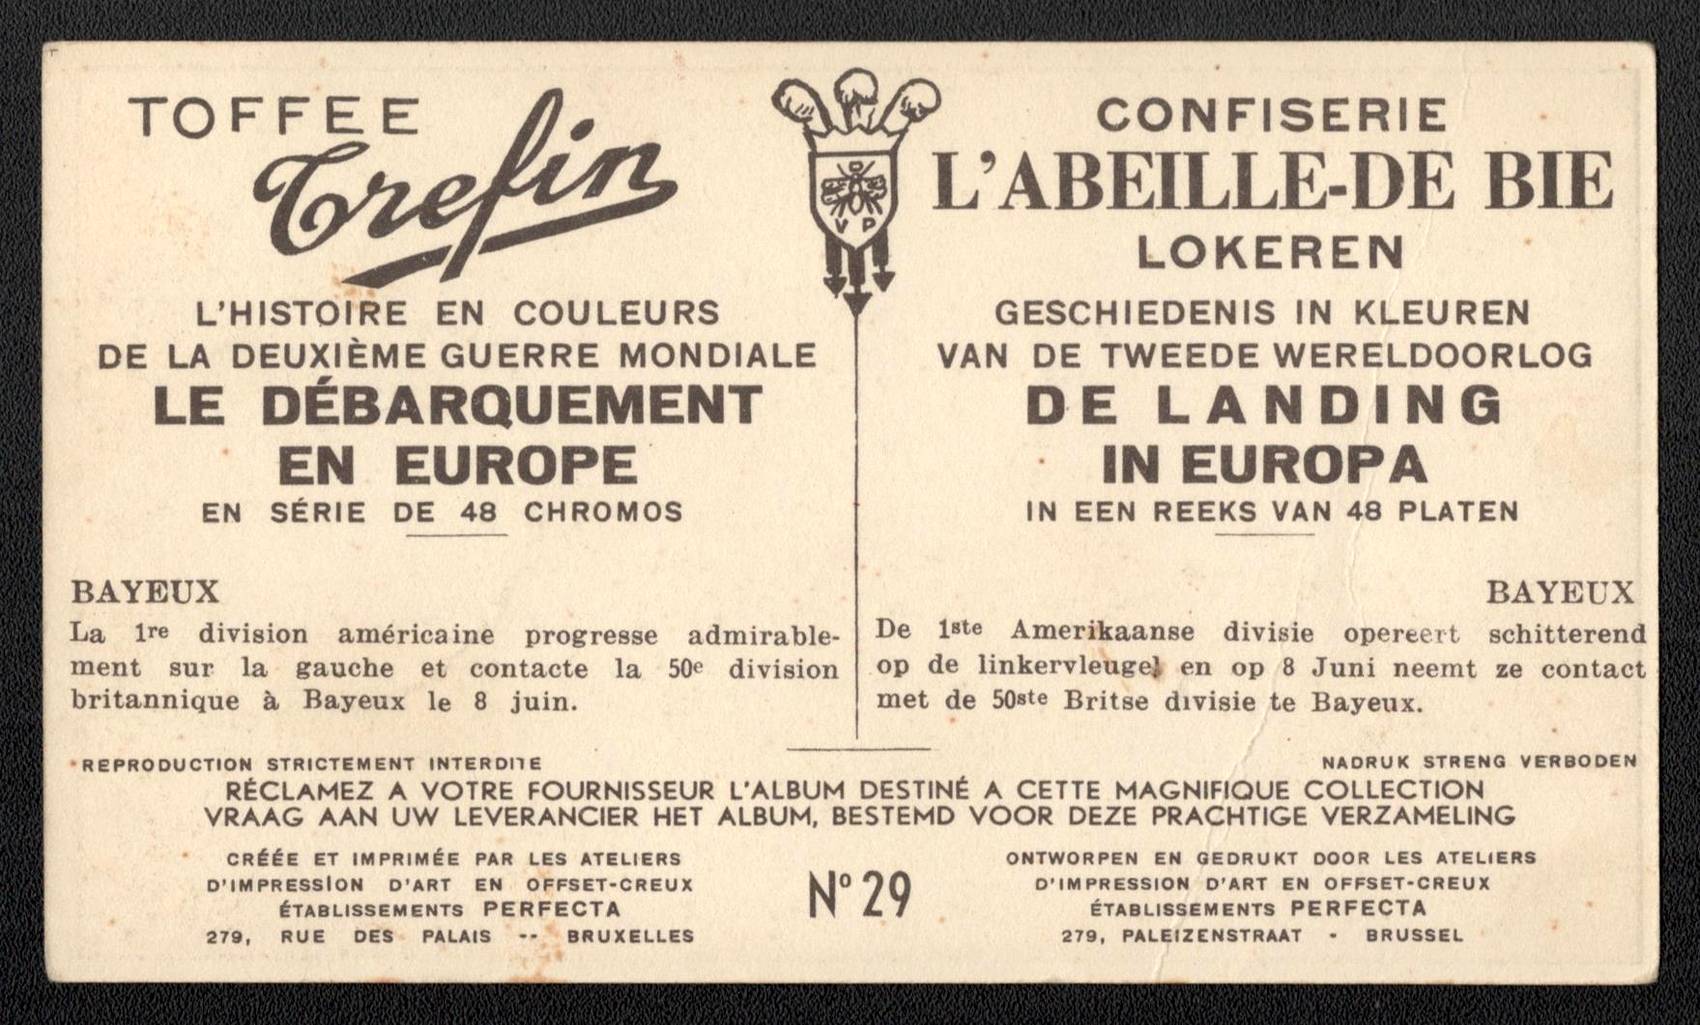 TOFFEE
Trefin
L'HISTOIRE EN COULEURS
DE LA DEUXIÈME GUERRE MONDIALE
LE DÉBARQUEMENT
EN EUROPE
EN SÉRIE DE 48 CHROMOS
BAYEUX
La 1re division américaine progresse admirable-
ment sur la gauche et contacte la 50e division
britannique à Bayeux le 8 juin.
REPRODUCTION STRICTEMENT INTERDITE
V P
CONFISERIE
L'ABEILLE-DE BIE
LOKEREN
GESCHIEDENIS IN KLEUREN
VAN DE TWEEDE WERELDOORLOG
DE LANDING
IN EUROPA
IN EEN REEKS VAN 48 PLATEN
BAYEUX
De 1ste Amerikaanse divisie opereert schitterend
op de linkervleugel en op 8 Juni neemt ze contact
met de 50ste Britse divisie te Bayeux.
NADRUK STRENG VERBODEN
RÉCLAMEZ A VOTRE FOURNISSEUR L'ALBUM DESTINÉ A CETTE MAGNIFIQUE COLLECTION
VRAAG AAN UW LEVERANCIER HET ALBUM, BESTEMD VOOR DEZE PRACHTIGE VERZAMELING
CRÉÉE ET IMPRIMÉE PAR LES ATELIERS
D'IMPRESSION D'ART EN OFFSET-CREUX
ÉTABLISSEMENTS PERFECTA
279, RUE DES PALAIS -- BRUXELLES
Nº 29
ONTWORPEN EN GEDRUKT DOOR LES ATELIERS
D'IMPRESSION D'ART EN OFFSET-CREUX
ÉTABLISSEMENTS PERFECTA
279, PALEIZENSTRAAT - BRUSSEL